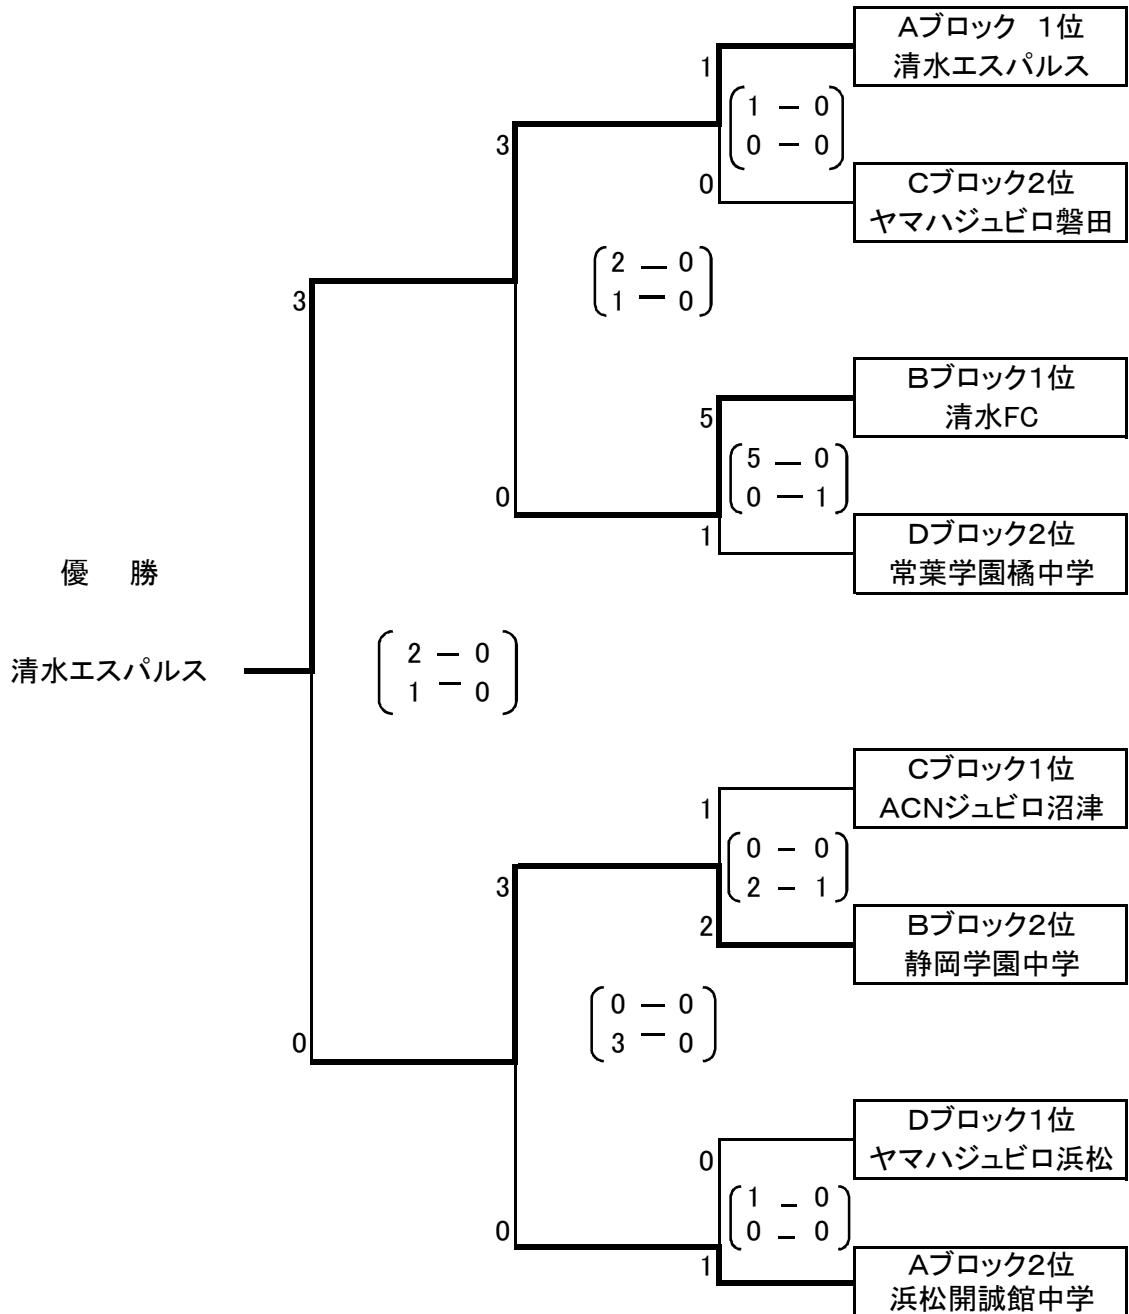 Aブロック 1位
清水エスパルス
1
1 - 0
0 - 0
3
0
Cブロック2位
ヤマハジュビロ磐田
2 - 0
1 - 0
3
Bブロック1位
清水FC
5
5 - 0
0 - 1
0
1
Dブロック2位
常葉学園橘中学
優 勝
清水エスパルス
2 - 0
1 - 0
Cブロック1位
ACNジュビロ沼津
1
0 - 0
2 - 1
3
2
Bブロック2位
静岡学園中学
0 - 0
3 - 0
0
Dブロック1位
ヤマハジュビロ浜松
0
1 - 0
0 - 0
0
1
Aブロック2位
浜松開誠館中学